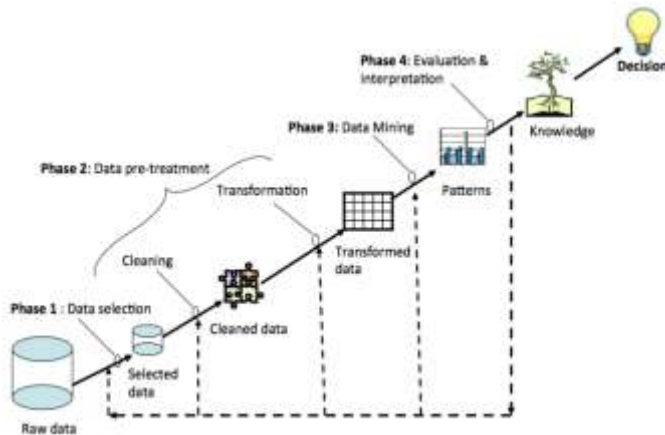 Decision
Phase 4: Evaluation &
Interpretation
Knowledge
Phase 3: Data Mining
Patterns
Phase 2: Data pre-treatment
Transformation
Transformed
data
Cleaning
Cleaned data
Phase 1 : Data selection
Selected
data
Raw data